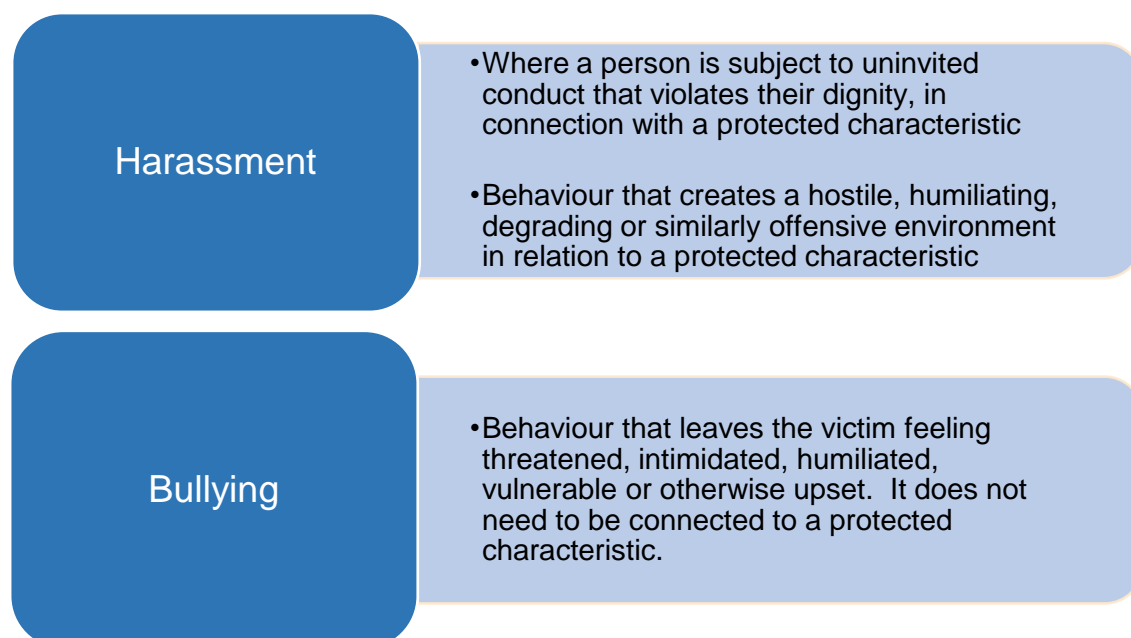 Harassment
•Where a person is subject to uninvited
conduct that violates their dignity, in
connection with a protected characteristic
•Behaviour that creates a hostile, humiliating,
degrading or similarly offensive environment
in relation to a protected characteristic
Bullying
•Behaviour that leaves the victim feeling
threatened, intimidated, humiliated,
vulnerable or otherwise upset.  It does not
need to be connected to a protected
characteristic.